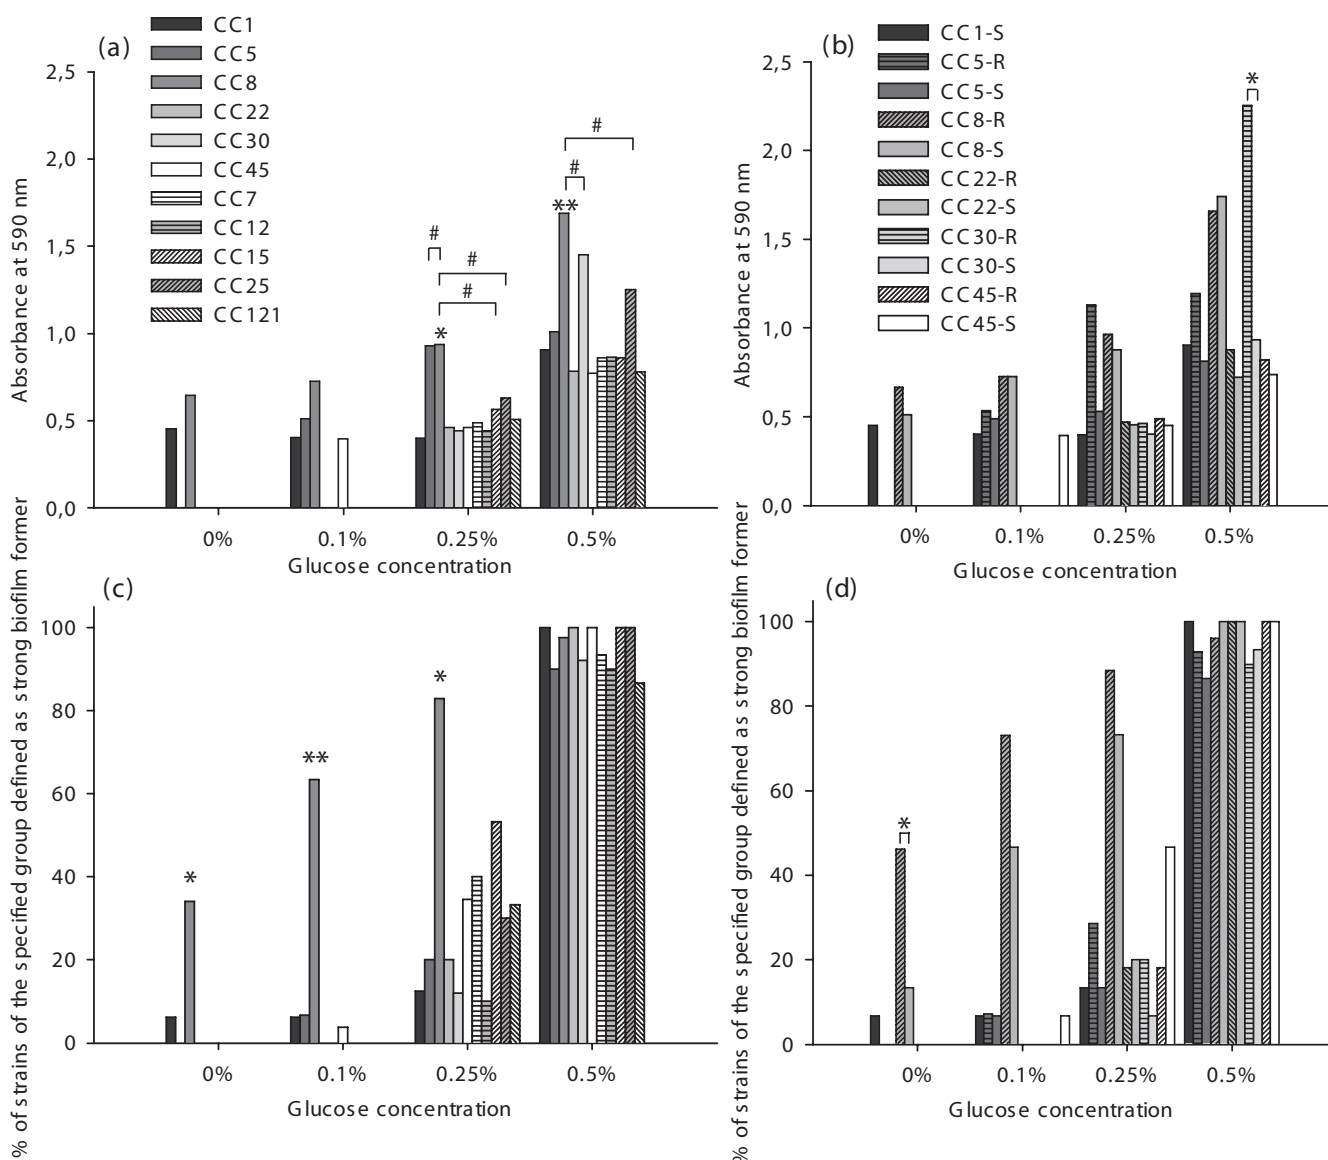 (a)
CC1
CC5
CC8
CC22
CC30
CC45
CC7
CC12
CC15
CC25
CC121
Absorbance at 590 nm
2,5
2,0
1,5
1,0
0,5
0,0
#
#
#
*
#
#
**
0%
0.1%
0.25%
0.5%
Glucose concentration
(b)
CC1-S
CC5-R
CC5-S
CC8-R
CC8-S
CC22-R
CC22-S
CC30-R
CC30-S
CC45-R
CC45-S
Absorbance at 590 nm
2,5
2,0
1,5
1,0
0,5
0,0
*
0%
0.1%
0.25%
0.5%
Glucose concentration
(c)
% of strains of the specified group defined as strong biofilm former
100
80
60
40
20
0
*
**
*
0%
0.1%
0.25%
0.5%
Glucose concentration
(d)
% of strains of the specified group defined as strong biofilm former
100
80
60
40
20
0
*
0%
0.1%
0.25%
0.5%
Glucose concentration